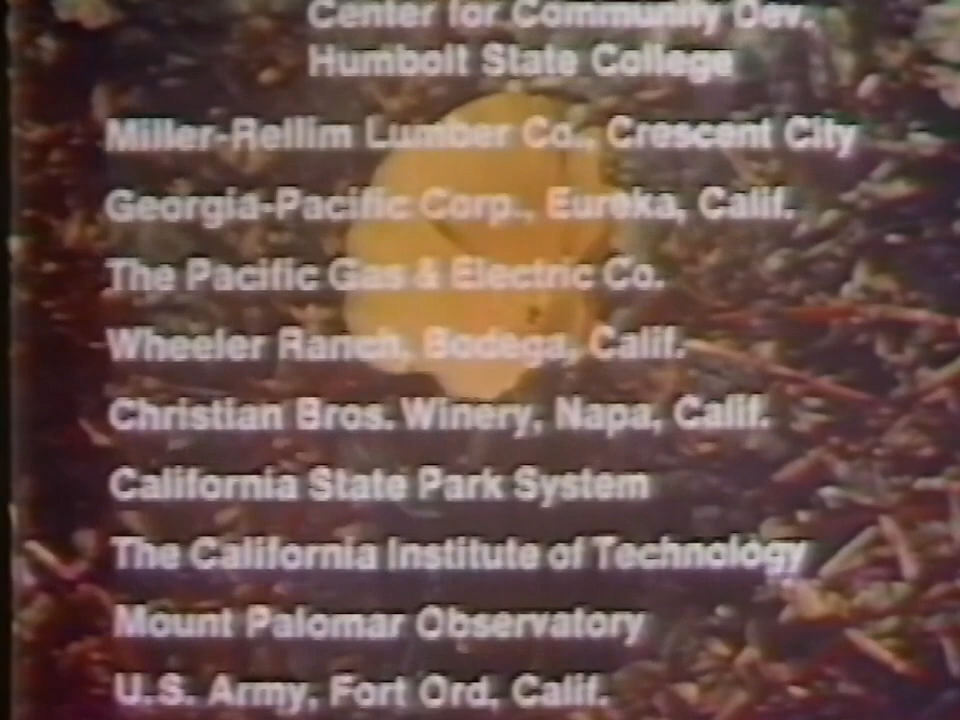 Center for Community Dev.
Humbolt State College
Miller-Rellim Lumber Co., Crescent City
Georgia-Pacific Corp., Eureka, Calif.
The Pacific Gas & Electric Co.
Wheeler Ranch, Bodega, Calif.
Christian Bros. Winery, Napa, Calif.
California State Park System
The California Institute of Technology
Mount Palomar Observatory
U.S. Army, Fort Ord, Calif.